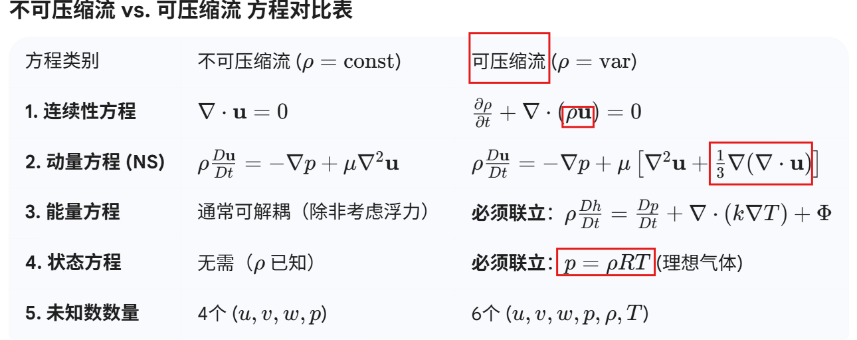 不可压缩流 vs. 可压缩流 方程对比表
方程类别 不可压缩流 (ρ = const) 可压缩流 (ρ = var)
1. 连续性方程 ∇ · u = 0 ∂ρ/∂t + ∇ · (ρu) = 0
2. 动量方程 (NS) ρ Du/Dt = −∇p + μ∇²u ρ Du/Dt = −∇p + μ [∇²u + 1/3 ∇(∇ · u)]
3. 能量方程 通常可解耦（除非考虑浮力） 必须联立：ρ Dh/Dt = Dp/Dt + ∇ · (k∇T) + Φ
4. 状态方程 无需（ρ 已知） 必须联立：p = ρRT (理想气体)
5. 未知数数量 4个 (u, v, w, p) 6个 (u, v, w, p, ρ, T)